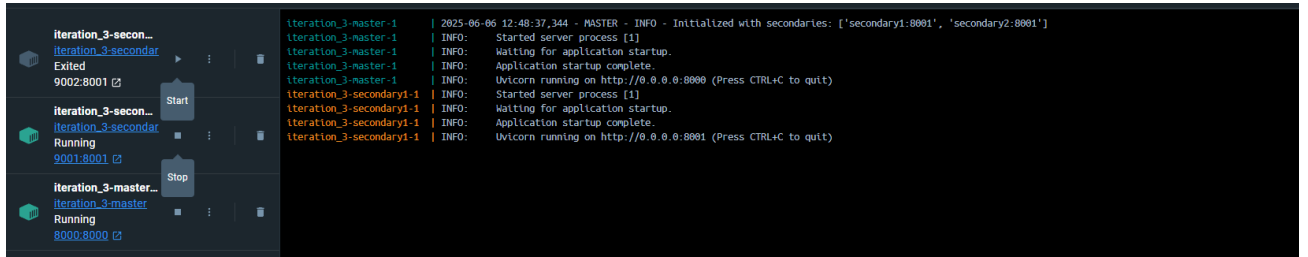 iteration_3-secon...
iteration_3-secondar
Exited
9002:8001
Start
iteration_3-secon...
iteration_3-secondar
Running
9001:8001
Stop
iteration_3-master...
iteration_3-master
Running
8000:8000
iteration_3-master-1 | 2025-06-06 12:48:37,344 - MASTER - INFO - Initialized with secondaries: ['secondary1:8001', 'secondary2:8001']
iteration_3-master-1 | INFO: Started server process [1]
iteration_3-master-1 | INFO: Waiting for application startup.
iteration_3-master-1 | INFO: Application startup complete.
iteration_3-master-1 | INFO: Uvicorn running on http://0.0.0.0:8000 (Press CTRL+C to quit)
iteration_3-secondary1-1 | INFO: Started server process [1]
iteration_3-secondary1-1 | INFO: Waiting for application startup.
iteration_3-secondary1-1 | INFO: Application startup complete.
iteration_3-secondary1-1 | INFO: Uvicorn running on http://0.0.0.0:8001 (Press CTRL+C to quit)